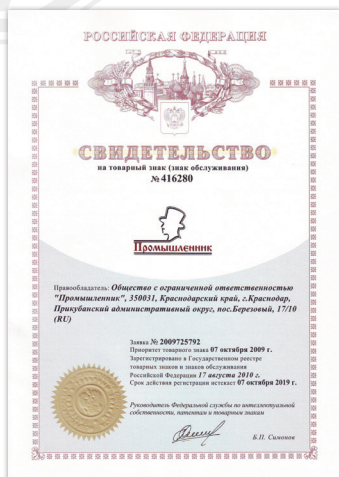 РОССИЙСКАЯ ФЕДЕРАЦИЯ
СВИДЕТЕЛЬСТВО
на товарный знак (знак обслуживания)
№ 416280
Промышленник
Правообладатель: Общество с ограниченной ответственностью
"Промышленник", 350031, Краснодарский край, г.Краснодар,
Прикубанский административный округ, пос.Березовый, 17/10
(RU)
Заявка № 2009725792
Приоритет товарного знака 07 октября 2009 г.
Зарегистрировано в Государственном реестре
товарных знаков и знаков обслуживания
Российской Федерации 17 августа 2010 г.
Срок действия регистрации истекает 07 октября 2019 г.
Руководитель Федеральной службы по интеллектуальной
собственности, патентам и товарным знакам
Б.П. Симонов